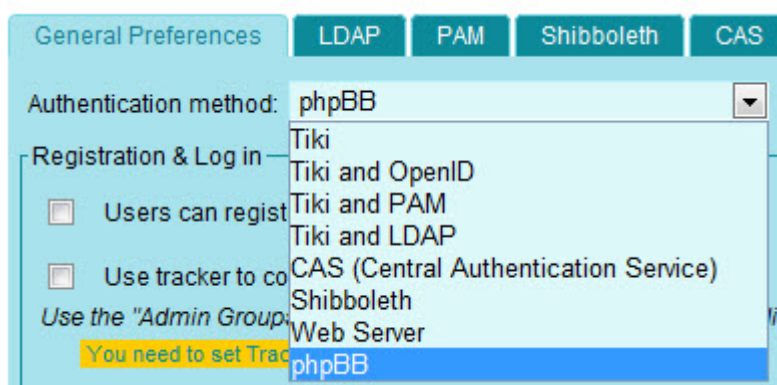 General Preferences LDAP PAM Shibboleth CAS
Authentication method: phpBB
Tiki
Registration & Log in
Tiki and OpenID
Users can regist
Tiki and PAM
Tiki and LDAP
Use tracker to co
CAS (Central Authentication Service)
Shibboleth
Use the "Admin Group
Web Server
You need to set Trac
phpBB